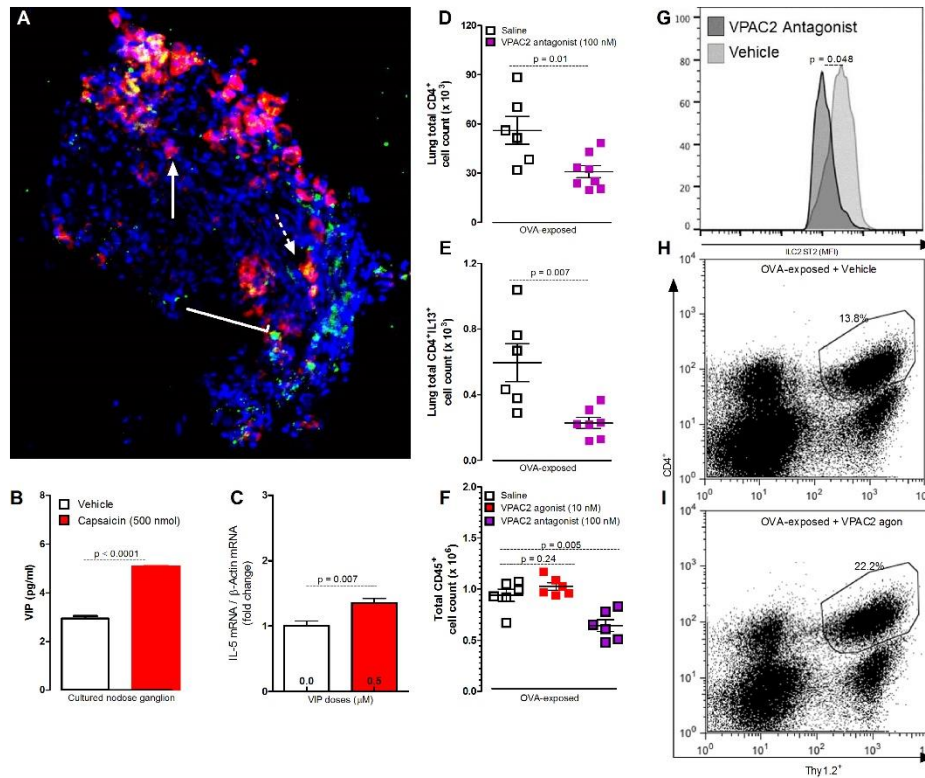 A
B
Vehicle
Capsaicin (500 nmol)
VIP (pg/ml)
9
6
3
0
p < 0.0001
Cultured nodose ganglion
C
IL-5 mRNA / β-Actin mRNA
(fold change)
3
2
1
0
p = 0.007
0.0
0.5
VIP doses (μM)
D
Saline
VPAC2 antagonist (100 nM)
Lung total CD4⁺
cell count (x 10³)
120
90
60
30
0
p = 0.01
OVA-exposed
E
Lung total CD4⁺IL13⁺
cell count (x 10³)
1.2
0.8
0.4
0.0
p = 0.007
OVA-exposed
F
Saline
VPAC2 agonist (10 nM)
VPAC2 antagonist (100 nM)
Total CD45⁺
cell count (x 10⁶)
2.0
1.5
1.0
0.5
0.0
p = 0.005
p = 0.24
OVA-exposed
G
VPAC2 Antagonist
Vehicle
p = 0.048
100
80
60
40
20
0
ILC2 ST2 (MFI)
H
OVA-exposed + Vehicle
13.8%
10⁴
10³
10²
10¹
10⁰
CD4⁺
10⁰ 10¹ 10² 10³
I
OVA-exposed + VPAC2 agon
22.2%
10⁴
10³
10²
10¹
10⁰
10⁰ 10¹ 10² 10³
Thy1.2⁺